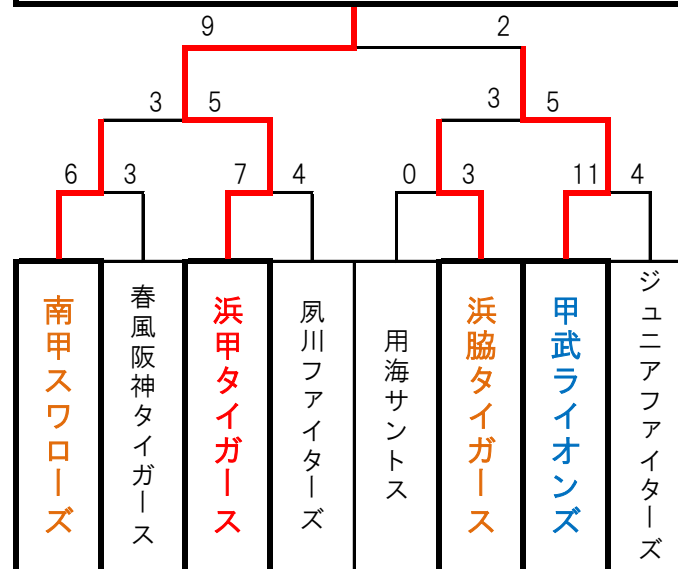 9 2
3 5 3 5
6 3 7 4 0 3 11 4
南甲スワローズ
春風阪神タイガース
浜甲タイガース
夙川ファイターズ
用海サントス
浜脇タイガース
甲武ライオンズ
ジュニアファイターズ